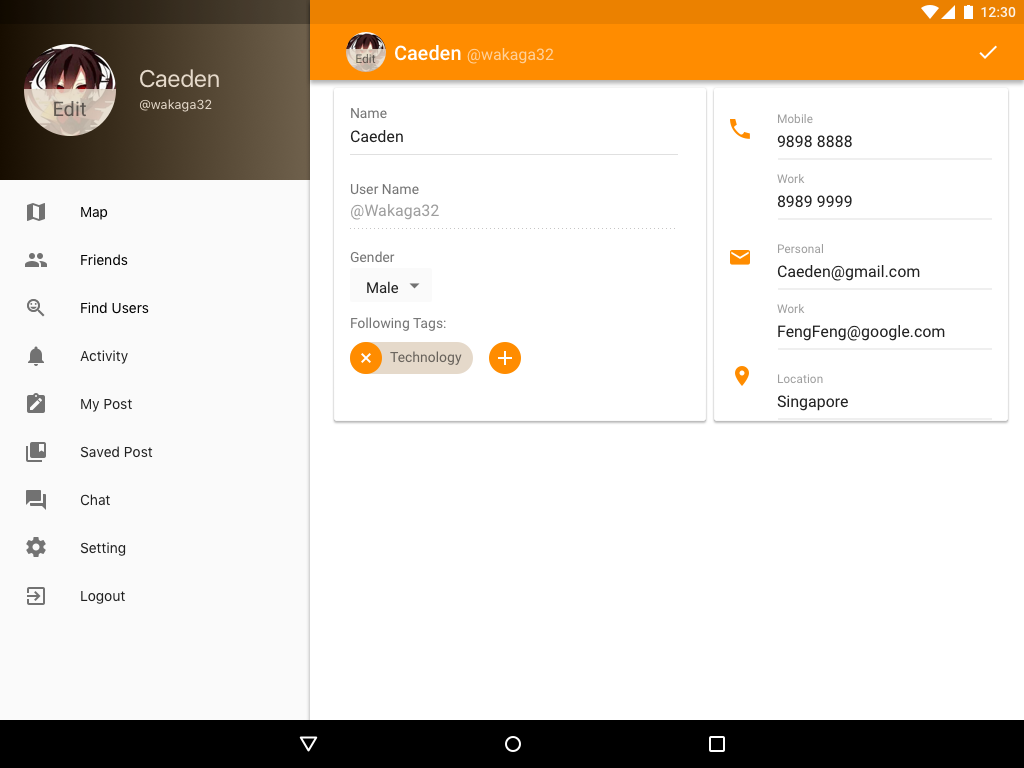 12:30
Edit
Caeden
@wakaga32
Map
Friends
Find Users
Activity
My Post
Saved Post
Chat
Setting
Logout
Edit
Caeden @wakaga32
Name
Caeden
User Name
@Wakaga32
Gender
Male
Following Tags:
Technology
Mobile
9898 8888
Work
8989 9999
Personal
Caeden@gmail.com
Work
FengFeng@google.com
Location
Singapore